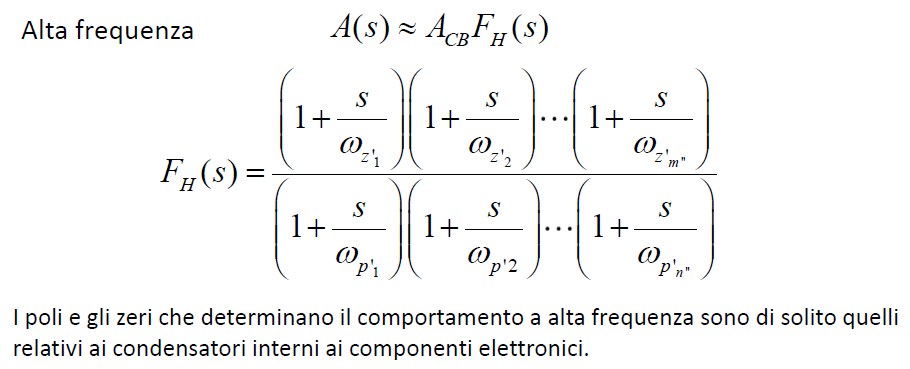 Alta frequenza A(s) ≈ A_{CB}F_H(s)
F_H(s) = \frac{\left(1+\frac{s}{\omega_{z'_1}}\right)\left(1+\frac{s}{\omega_{z'_2}}\right)\cdots\left(1+\frac{s}{\omega_{z'_{m"}}}\right)}{\left(1+\frac{s}{\omega_{p'_1}}\right)\left(1+\frac{s}{\omega_{p'2}}\right)\cdots\left(1+\frac{s}{\omega_{p'_{n"}}}\right)}
I poli e gli zeri che determinano il comportamento a alta frequenza sono di solito quelli
relativi ai condensatori interni ai componenti elettronici.